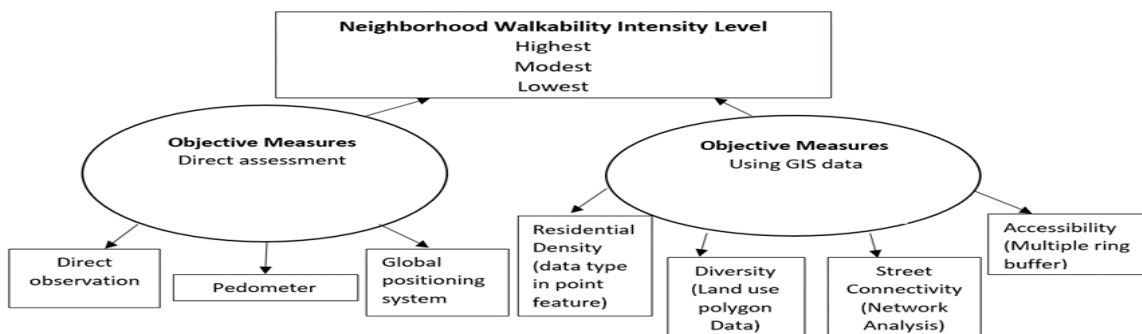 Neighborhood Walkability Intensity Level
Highest
Modest
Lowest
Objective Measures
Direct assessment
Objective Measures
Using GIS data
Direct
observation
Pedometer
Global
positioning
system
Residential
Density
(data type
in point
feature)
Diversity
(Land use
polygon
Data)
Street
Connectivity
(Network
Analysis)
Accessibility
(Multiple ring
buffer)